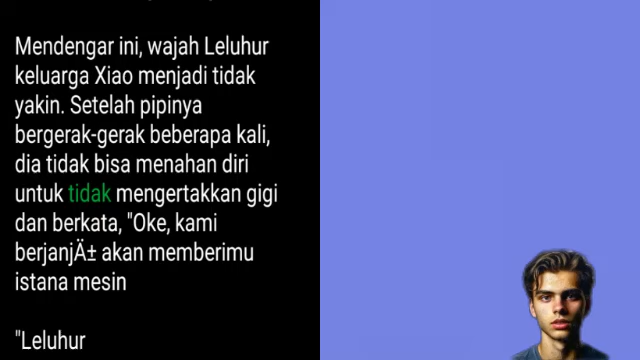 Mendengar ini, wajah Leluhur
keluarga Xiao menjadi tidak
yakin. Setelah pipinya
bergerak-gerak beberapa kali,
dia tidak bisa menahan diri
untuk tidak mengertakkan gigi
dan berkata, "Oke, kami
berjanjÄ± akan memberimu
istana mesin
"Leluhur